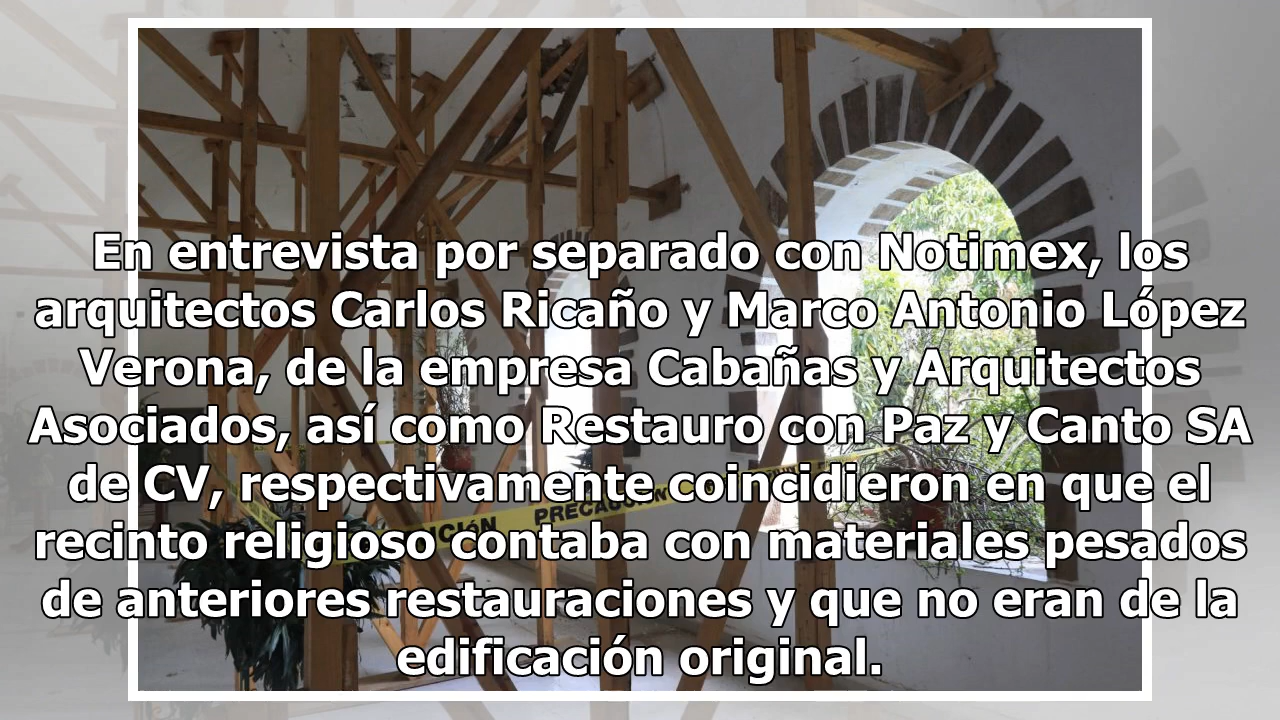 En entrevista por separado con Notimex, los
arquitectos Carlos Ricaño y Marco Antonio López
Verona, de la empresa Cabañas y Arquitectos
Asociados, así como Restauro con Paz y Canto SA
de CV, respectivamente coincidieron en que el
recinto religioso contaba con materiales pesados
de anteriores restauraciones y que no eran de la
edificación original.